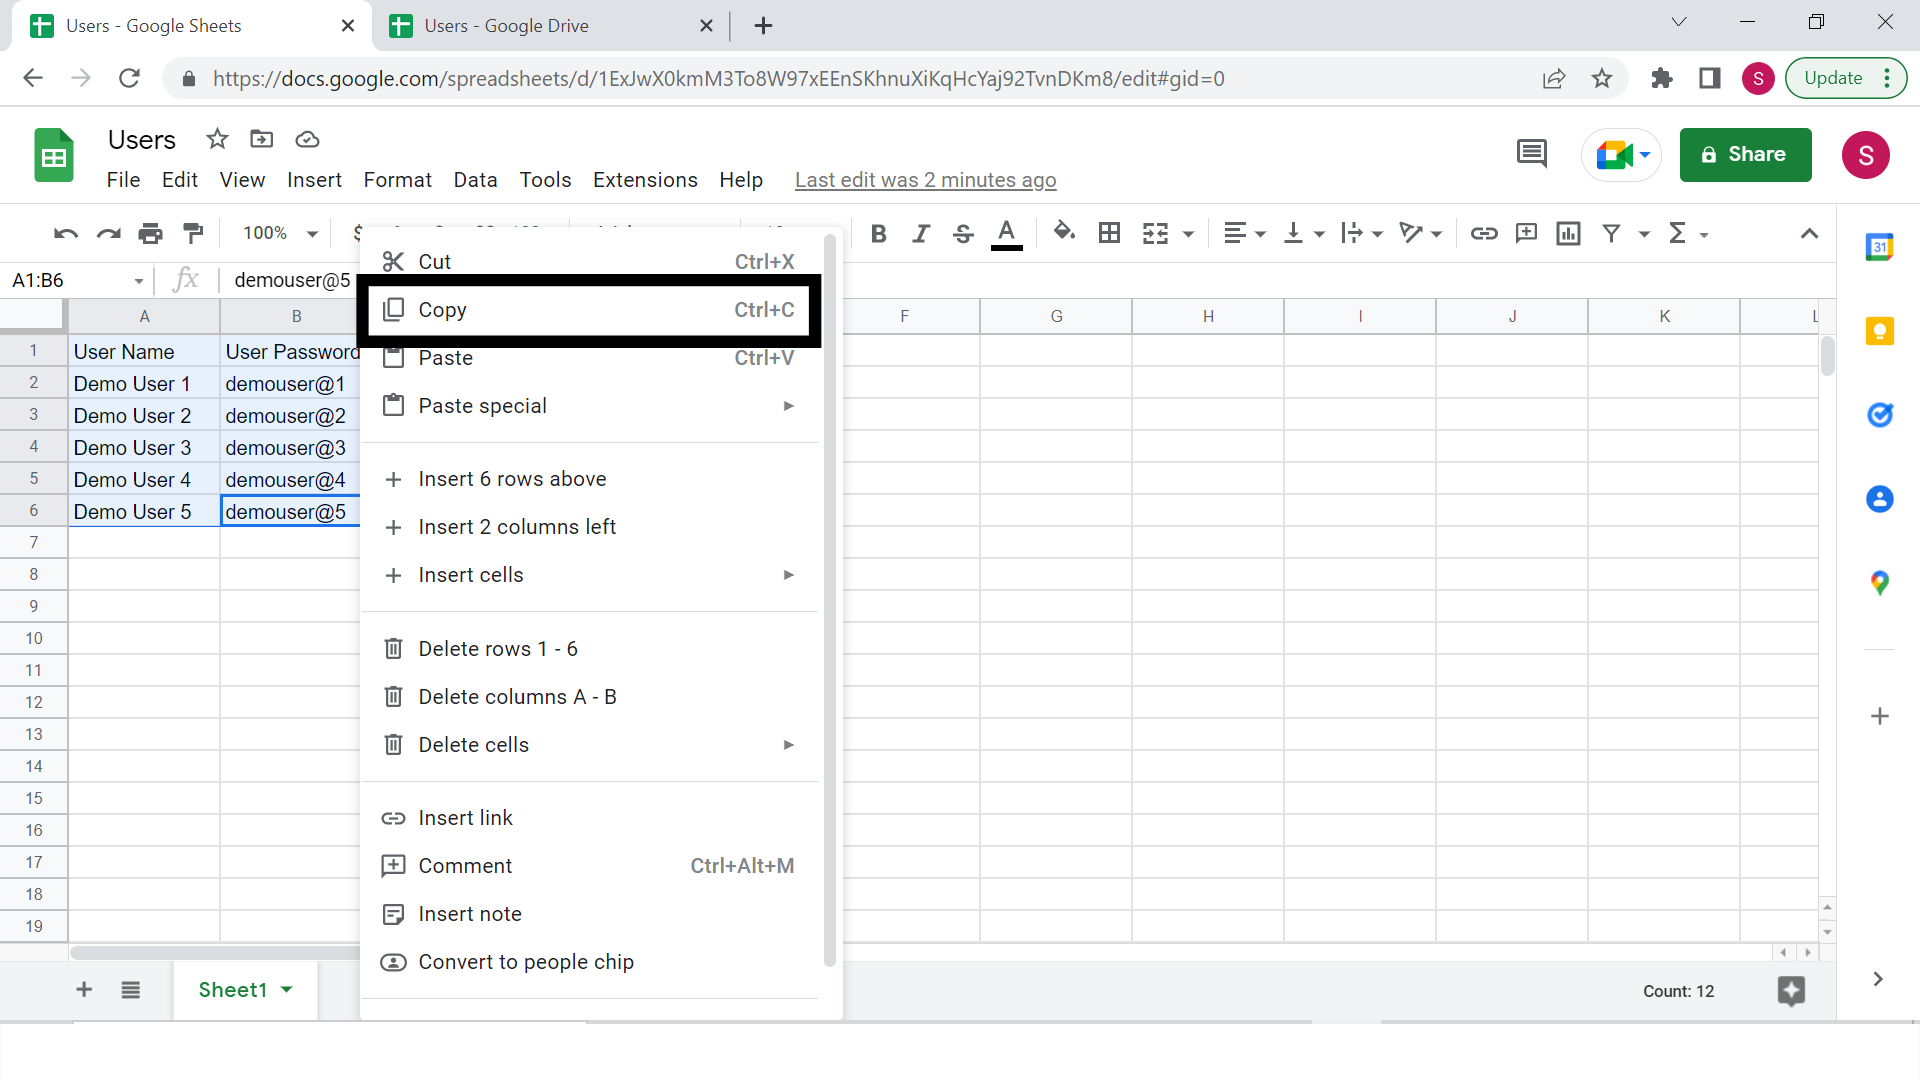 Users - Google Sheets
Users - Google Drive
https://docs.google.com/spreadsheets/d/1ExJwX0kmM3To8W97xEEnSKhnuXiKqHcYaj92TvnDKm8/edit#gid=0
S
Update
Users
File Edit View Insert Format Data Tools Extensions Help Last edit was 2 minutes ago
Share
S
100%
B I S A
A1:B6
fx
demouser@5
A B F G H I J K L
1 User Name User Password
2 Demo User 1 demouser@1
3 Demo User 2 demouser@2
4 Demo User 3 demouser@3
5 Demo User 4 demouser@4
6 Demo User 5 demouser@5
7
8
9
10
11
12
13
14
15
16
17
18
19
Cut Ctrl+X
Copy Ctrl+C
Paste Ctrl+V
Paste special
Insert 6 rows above
Insert 2 columns left
Insert cells
Delete rows 1 - 6
Delete columns A - B
Delete cells
Insert link
Comment Ctrl+Alt+M
Insert note
Convert to people chip
31
Sheet1
Count: 12